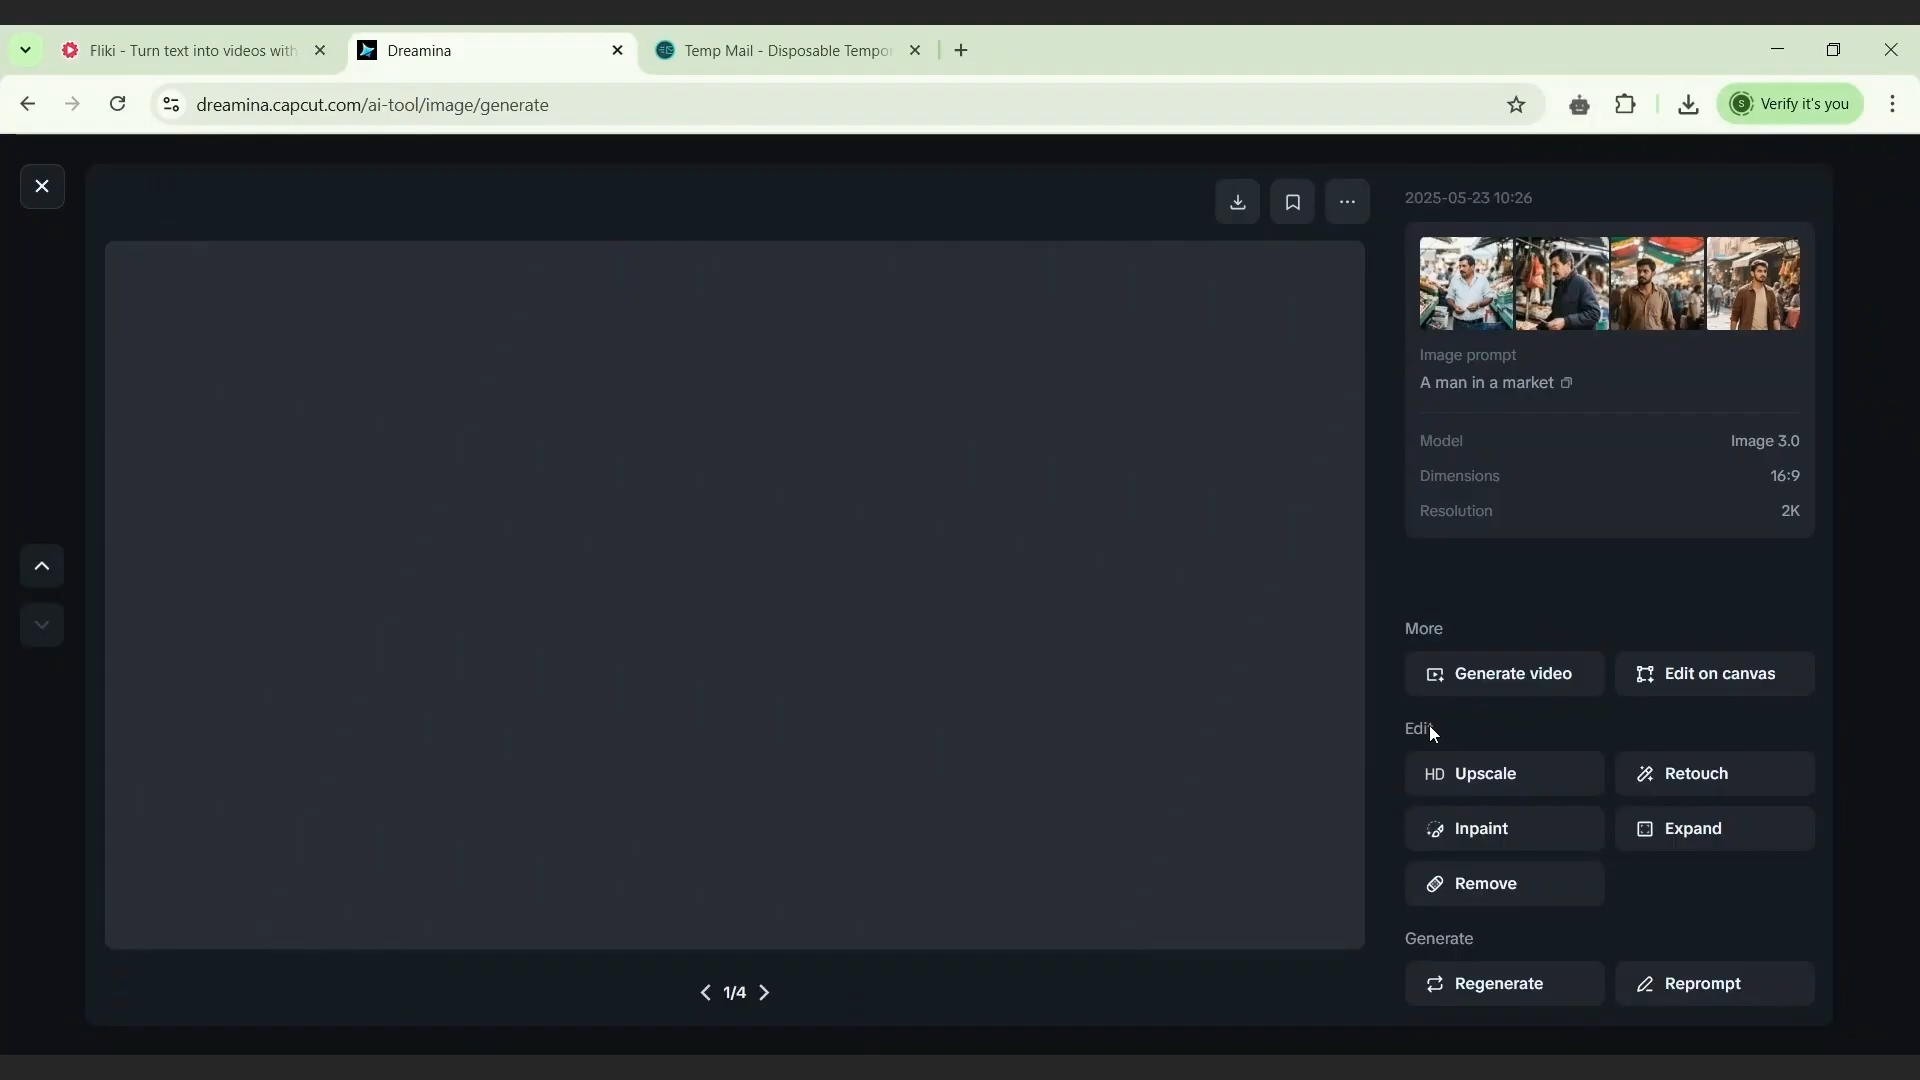 Fliki - Turn text into videos with
Dreamina
Temp Mail - Disposable Tempo
dreamina.capcut.com/ai-tool/image/generate
S
Verify it's you
2025-05-23 10:26
Image prompt
A man in a market
Model
Image 3.0
Dimensions
16:9
Resolution
2K
More
Generate video
Edit on canvas
Edit
HD Upscale
Retouch
Inpaint
Expand
Remove
Generate
Regenerate
Reprompt
1/4